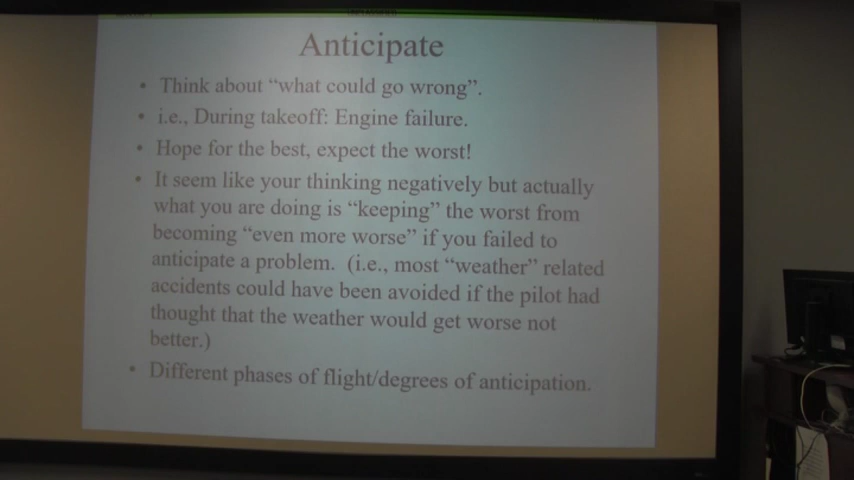 Anticipate
• Think about “what could go wrong”.
• i.e., During takeoff: Engine failure.
• Hope for the best, expect the worst!
• It seem like your thinking negatively but actually
what you are doing is “keeping” the worst from
becoming “even more worse” if you failed to
anticipate a problem. (i.e., most “weather” related
accidents could have been avoided if the pilot had
thought that the weather would get worse not
better.)
• Different phases of flight/degrees of anticipation.